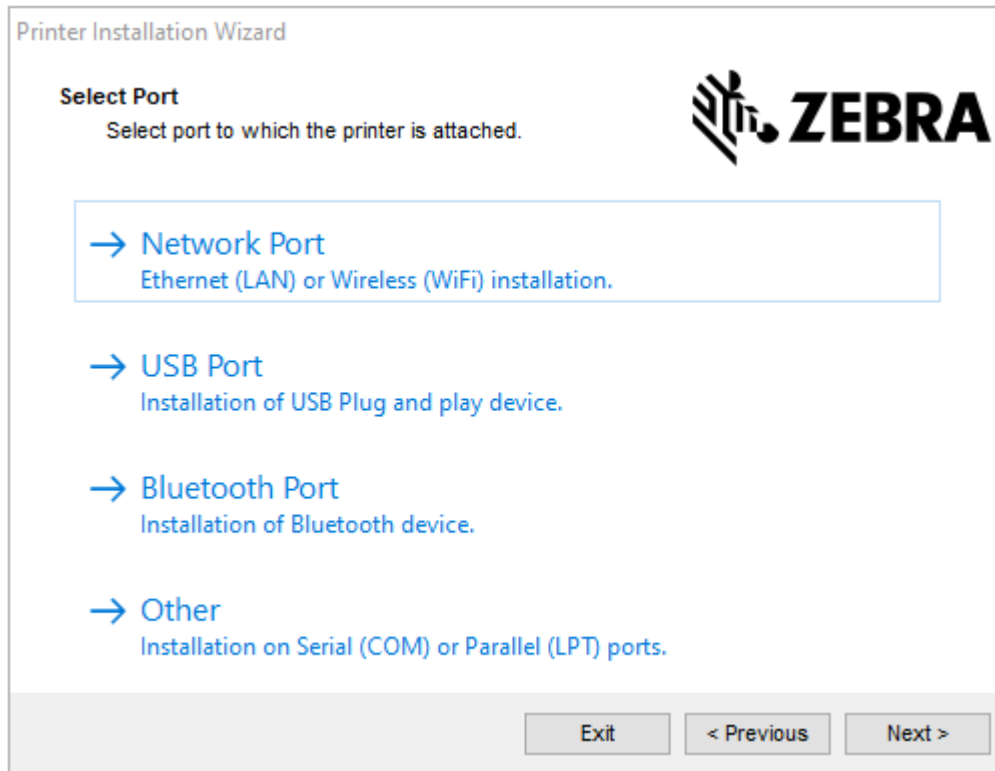 Printer Installation Wizard
Select Port
Select port to which the printer is attached.
ZEBRA
Network Port
Ethernet (LAN) or Wireless (WiFi) installation.
USB Port
Installation of USB Plug and play device.
Bluetooth Port
Installation of Bluetooth device.
Other
Installation on Serial (COM) or Parallel (LPT) ports.
Exit
< Previous
Next >